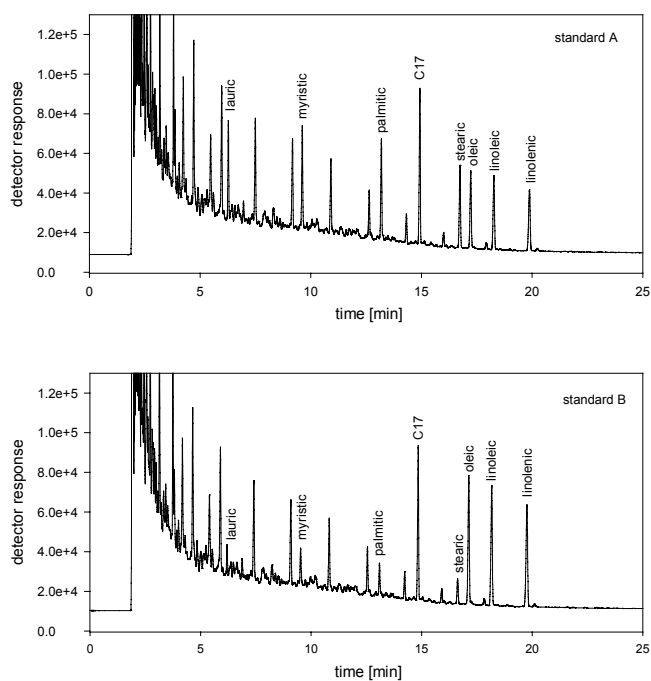 standard A
1.2e+5
1.0e+5
8.0e+4
6.0e+4
4.0e+4
2.0e+4
0.0
detector response
lauric
myristic
palmitic
C17
stearic
oleic
linoleic
linolenic
0
5
10
15
20
25
time [min]
standard B
1.2e+5
1.0e+5
8.0e+4
6.0e+4
4.0e+4
2.0e+4
0.0
detector response
lauric
myristic
palmitic
C17
stearic
oleic
linoleic
linolenic
0
5
10
15
20
25
time [min]